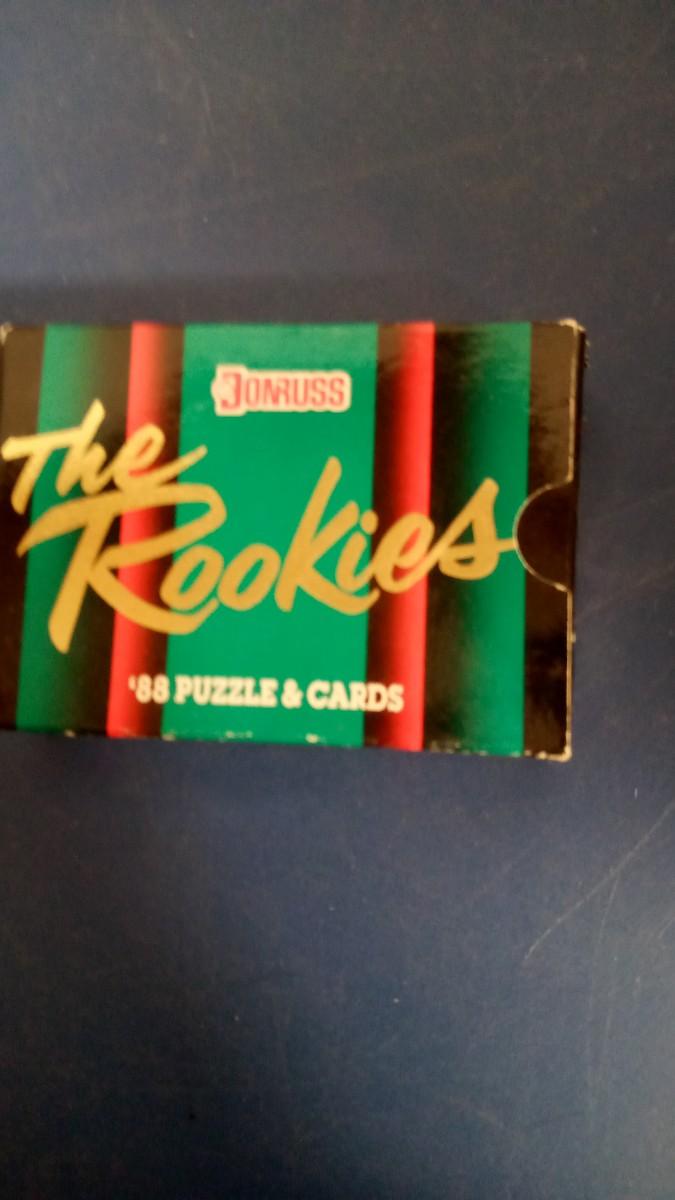 DONRUSS
The
Rookies
'88 PUZZLE & CARDS